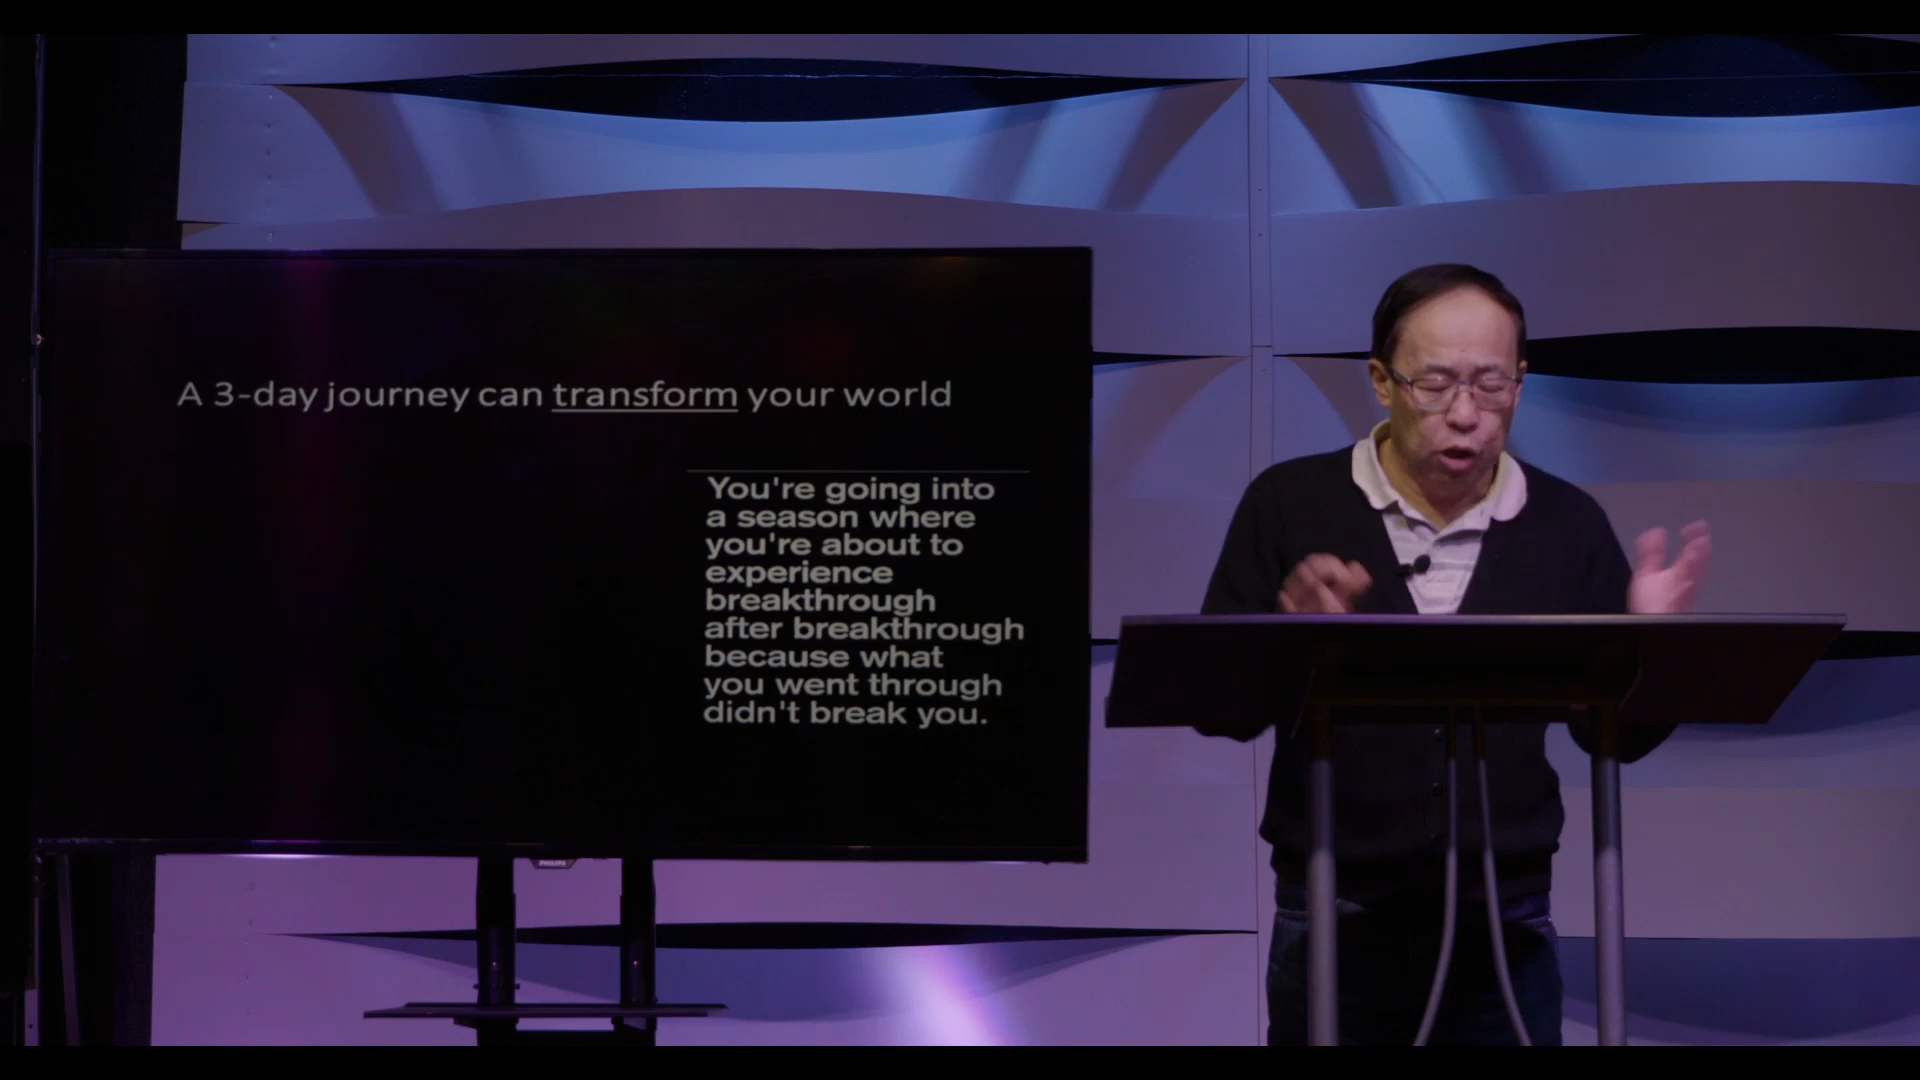 A 3-day journey can transform your world
You're going into
a season where
you're about to
experience
breakthrough
after breakthrough
because what
you went through
didn't break you.
PHILIPS